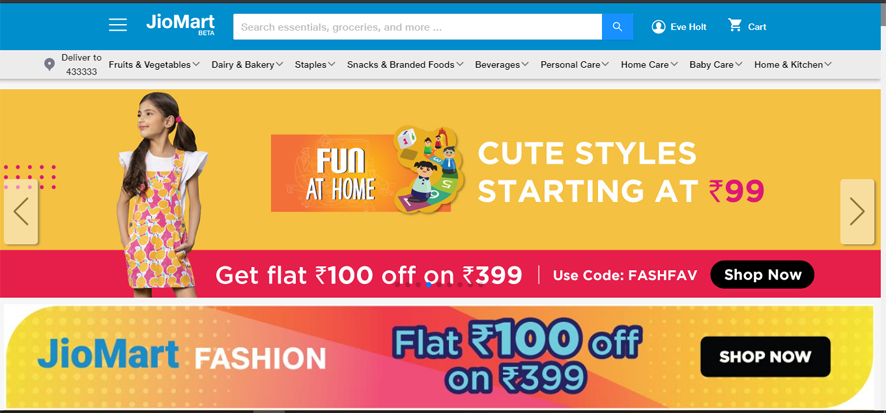 JioMart
BETA
Search essentials, groceries, and more ...
Eve Holt
Cart
Deliver to
433333
Fruits & Vegetables
Dairy & Bakery
Staples
Snacks & Branded Foods
Beverages
Personal Care
Home Care
Baby Care
Home & Kitchen
FUN
AT HOME
CUTE STYLES
STARTING AT ₹99
Get flat ₹100 off on ₹399 | Use Code: FASHFAV
Shop Now
JioMart FASHION
Flat ₹100 off
on ₹399
SHOP NOW